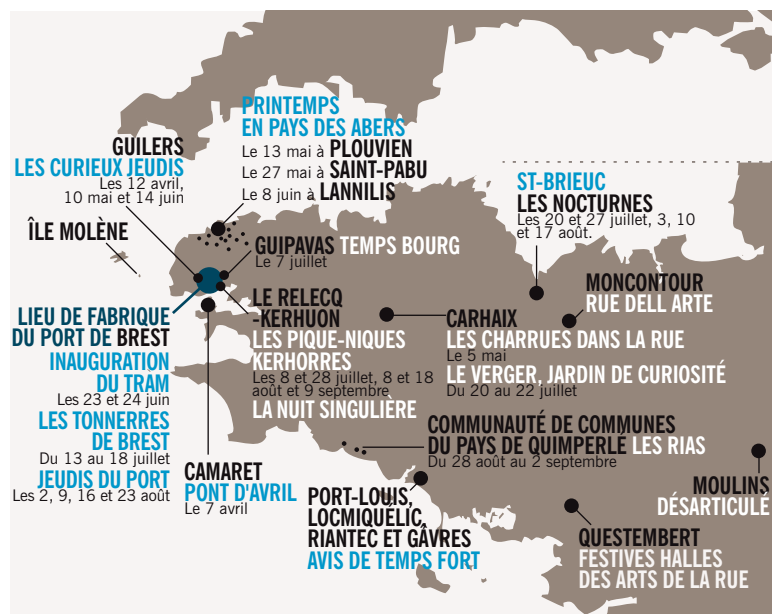 PRINTEMPS
EN PAYS DES ABERS
Le 13 mai à PLOUVIEN
Le 27 mai à SAINT-PABU
Le 8 juin à LANNILIS
GUILERS
LES CURIEUX JEUDIS
Les 12 avril,
10 mai et 14 juin
ÎLE MOLÈNE
GUIPAVAS TEMPS BOURG
Le 7 juillet
ST-BRIEUC
LES NOCTURNES
Les 20 et 27 juillet, 3, 10
et 17 août.
MONCONTOUR
RUE DELL ARTE
LIEU DE FABRIQUE
DU PORT DE BREST
INAUGURATION
DU TRAM
Les 23 et 24 juin
LES TONNERRES
DE BREST
Du 13 au 18 juillet
JEUDIS DU PORT
Les 2, 9, 16 et 23 août
LE RELECQ
-KERHUON
LES PIQUE-NIQUES
KERHORRES
Les 8 et 28 juillet, 8 et 18
août et 9 septembre
LA NUIT SINGULIÈRE
CARHAIX
LES CHARRUES DANS LA RUE
Le 5 mai
LE VERGER, JARDIN DE CURIOSITÉ
Du 20 au 22 juillet
CAMARET
PONT D'AVRIL
Le 7 avril
COMMUNAUTÉ DE COMMUNES
DU PAYS DE QUIMPERLÉ LES RIAS
Du 28 août au 2 septembre
PORT-LOUIS,
LOCMIQUÉLIC,
RIANTEC ET GÂVRES
AVIS DE TEMPS FORT
MOULINS
DÉSARTICULÉ
QUESTEMBERT
FESTIVES HALLES
DES ARTS DE LA RUE